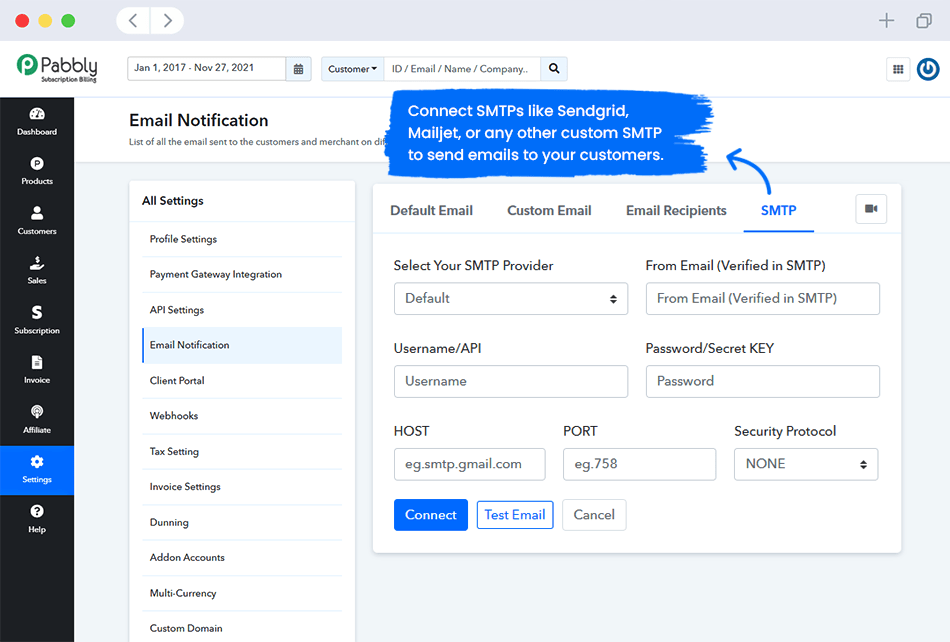 Pabbly
Subscription Billing
Jan 1, 2017 - Nov 27, 2021
Customer
ID / Email / Name / Company..
Dashboard
Products
Customers
Sales
Subscription
Invoice
Affiliate
Settings
Help
Email Notification
List of all the email sent to the customers and merchant on
Connect SMTPs like Sendgrid,
Mailjet, or any other custom SMTP
to send emails to your customers.
All Settings
Profile Settings
Payment Gateway Integration
API Settings
Email Notification
Client Portal
Webhooks
Tax Setting
Invoice Settings
Dunning
Addon Accounts
Multi-Currency
Custom Domain
Default Email
Custom Email
Email Recipients
SMTP
Select Your SMTP Provider
From Email (Verified in SMTP)
Default
From Email (Verified in SMTP)
Username/API
Password/Secret KEY
Username
Password
HOST
PORT
Security Protocol
eg.smtp.gmail.com
eg.758
NONE
Connect
Test Email
Cancel